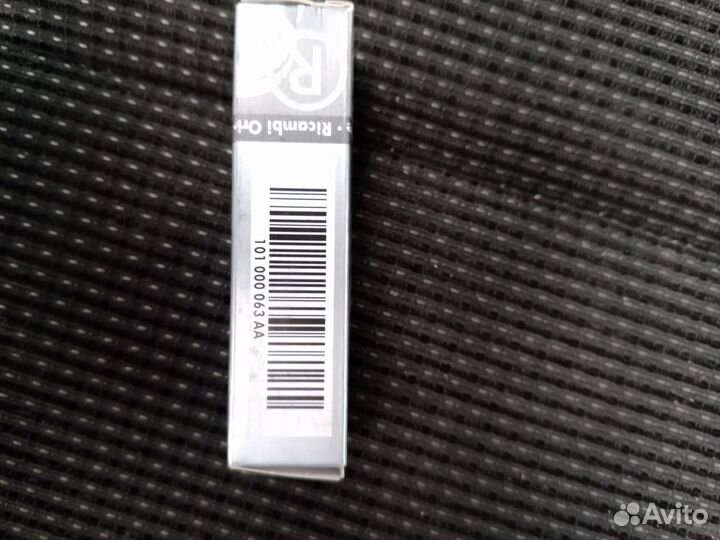 R
• Ricambi Ori
101 000 063 AA
Avito